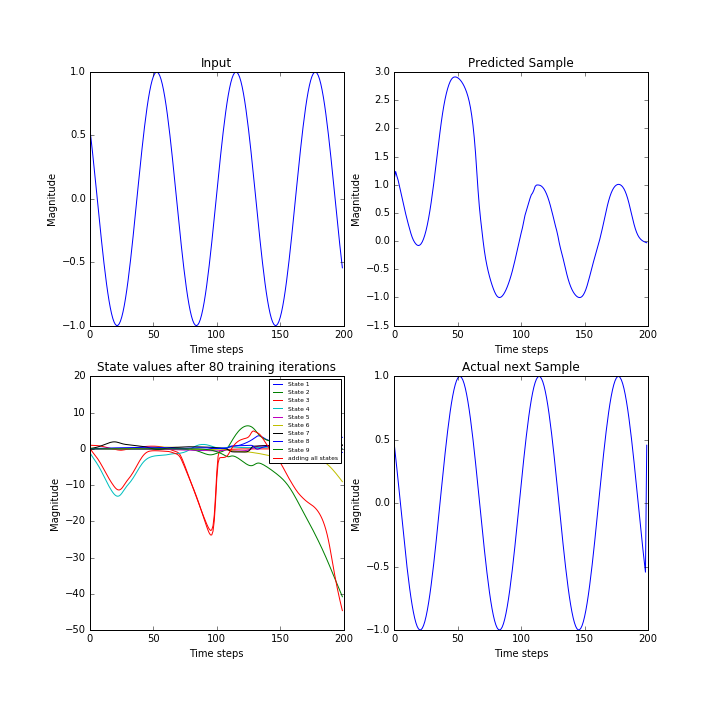 Input
Magnitude
1.0
0.5
0.0
−0.5
−1.0
0
50
100
150
200
Time steps
Predicted Sample
Magnitude
3.0
2.5
2.0
1.5
1.0
0.5
0.0
−0.5
−1.0
−1.5
0
50
100
150
200
Time steps
State values after 80 training iterations
Magnitude
20
10
0
−10
−20
−30
−40
−50
0
50
100
150
200
Time steps
State 1
State 2
State 3
State 4
State 5
State 6
State 7
State 8
State 9
adding all states
Actual next Sample
Magnitude
1.0
0.5
0.0
−0.5
−1.0
0
50
100
150
200
Time steps